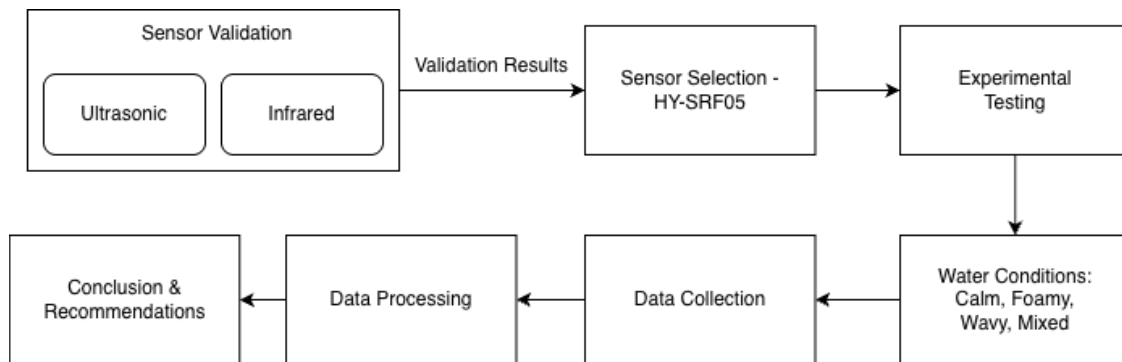 Sensor Validation
Ultrasonic
Infrared
Validation Results
Sensor Selection -
HY-SRF05
Experimental
Testing
Water Conditions:
Calm, Foamy,
Wavy, Mixed
Data Collection
Data Processing
Conclusion &
Recommendations